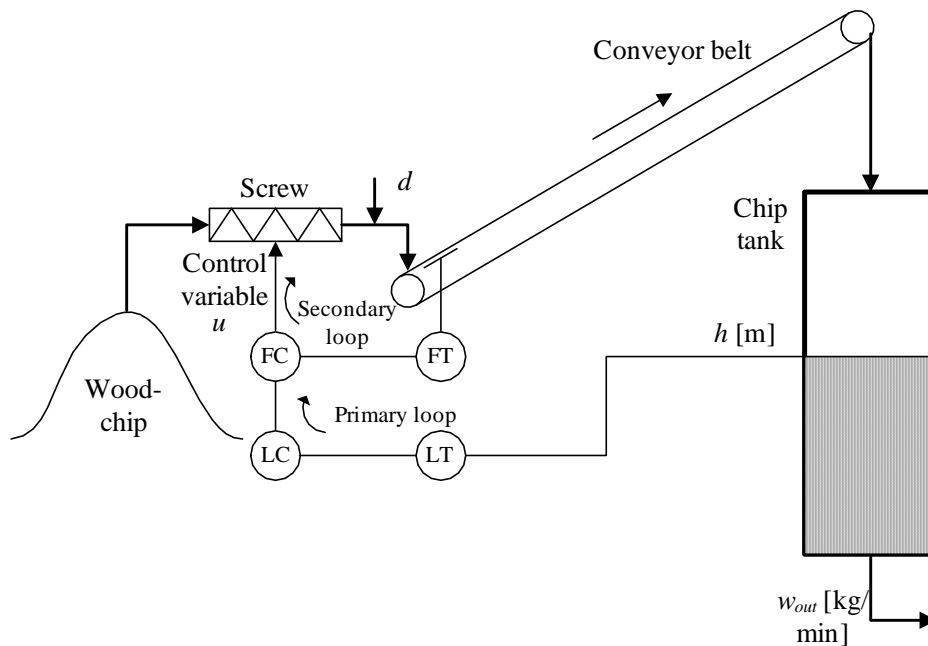 Conveyor belt
Screw
d
Chip
tank
Control
variable
u
Secondary
loop
h [m]
FC
FT
Wood-
chip
Primary loop
LC
LT
w_out [kg/
min]